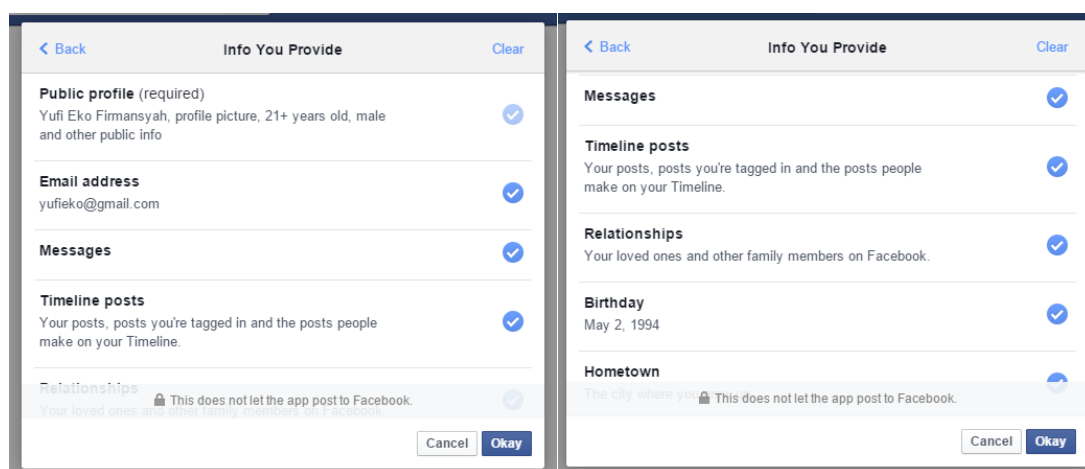 Back
Info You Provide
Clear
Public profile (required)
Yufi Eko Firmansyah, profile picture, 21+ years old, male
and other public info
Email address
yufieko@gmail.com
Messages
Timeline posts
Your posts, posts you're tagged in and the posts people
make on your Timeline.
Relationships
Your loved ones and other family members on Facebook.
This does not let the app post to Facebook.
Cancel
Okay
Back
Info You Provide
Clear
Messages
Timeline posts
Your posts, posts you're tagged in and the posts people
make on your Timeline.
Relationships
Your loved ones and other family members on Facebook.
Birthday
May 2, 1994
Hometown
The city where you
This does not let the app post to Facebook.
Cancel
Okay